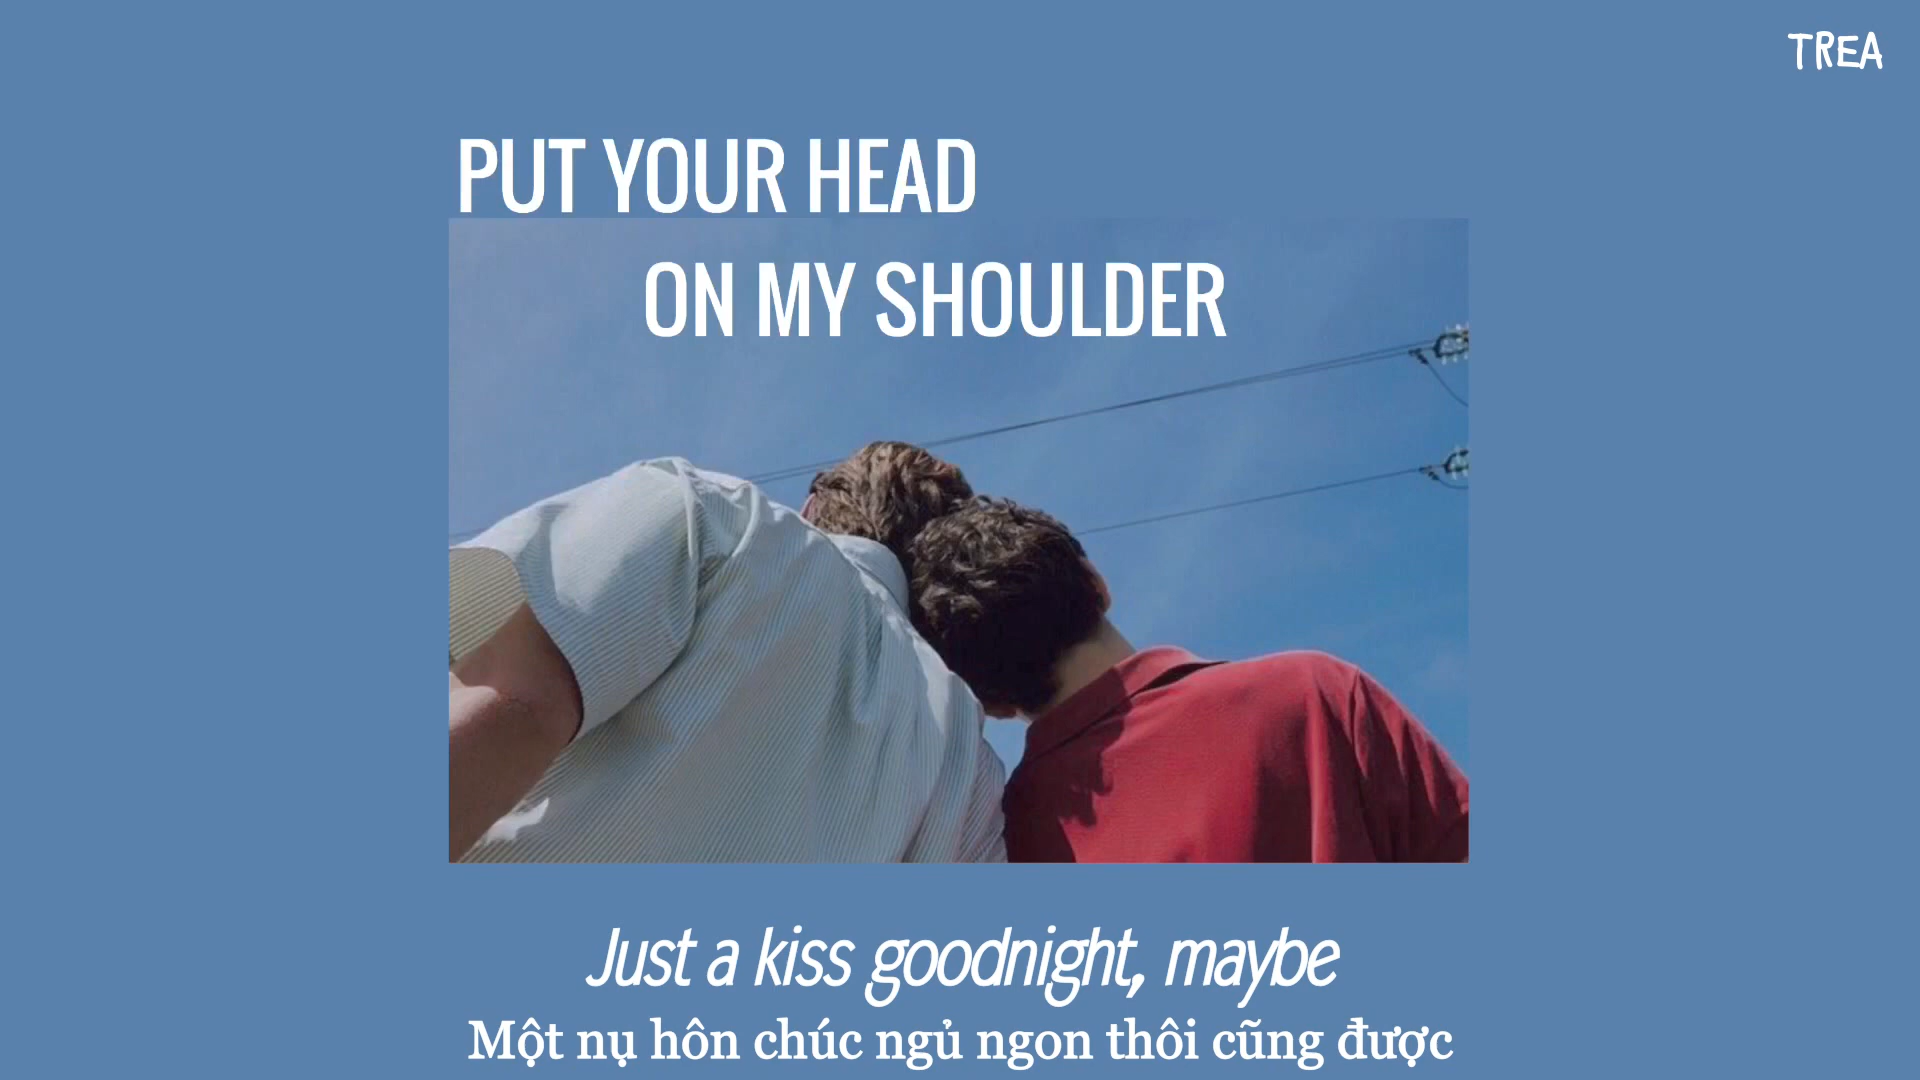 TREA
PUT YOUR HEAD
ON MY SHOULDER
Just a kiss goodnight, maybe
Một nụ hôn chúc ngủ ngon thôi cũng được